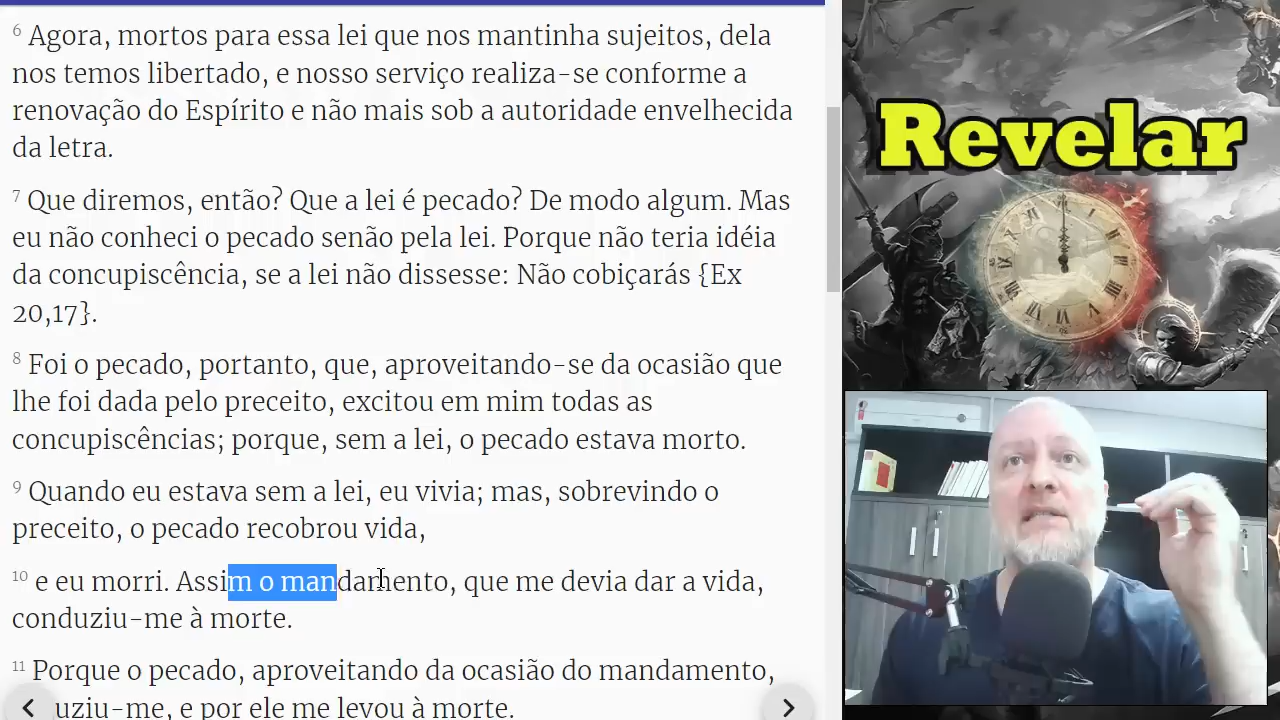 6 Agora, mortos para essa lei que nos mantinha sujeitos, dela
nos temos libertado, e nosso serviço realiza-se conforme a
renovação do Espírito e não mais sob a autoridade envelhecida
da letra.
7 Que diremos, então? Que a lei é pecado? De modo algum. Mas
eu não conheci o pecado senão pela lei. Porque não teria idéia
da concupiscência, se a lei não dissesse: Não cobiçarás {Ex
20,17}.
8 Foi o pecado, portanto, que, aproveitando-se da ocasião que
lhe foi dada pelo preceito, excitou em mim todas as
concupiscências; porque, sem a lei, o pecado estava morto.
9 Quando eu estava sem a lei, eu vivia; mas, sobrevindo o
preceito, o pecado recobrou vida,
10 e eu morri. Assim o mandamento, que me devia dar a vida,
conduziu-me à morte.
11 Porque o pecado, aproveitando da ocasião do mandamento,
uziu-me, e por ele me levou à morte.
Revelar